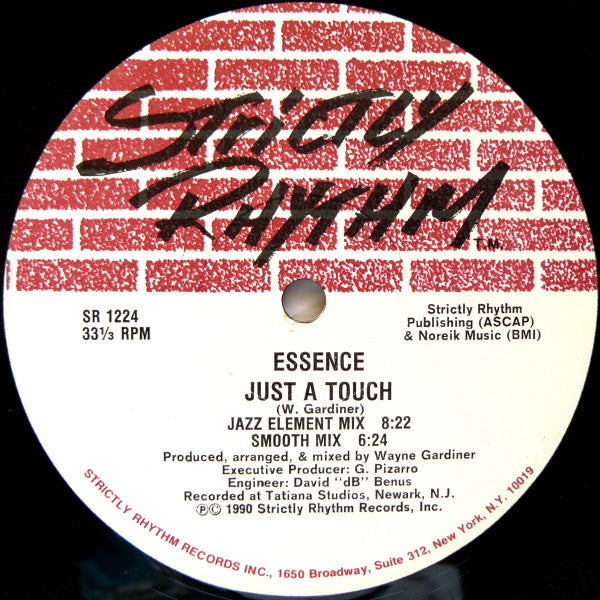 STRICTLY
RHYTHM
T.M.
SR 1224
33⅓ RPM
Strictly Rhythm
Publishing (ASCAP)
& Noreik Music (BMI)
ESSENCE
JUST A TOUCH
(W. Gardiner)
JAZZ ELEMENT MIX 8:22
SMOOTH MIX 6:24
Produced, arranged, & mixed by Wayne Gardiner
Executive Producer: G. Pizarro
Engineer: David "dB" Benus
Recorded at Tatiana Studios, Newark, N.J.
℗© 1990 Strictly Rhythm Records, Inc.
STRICTLY RHYTHM RECORDS INC., 1650 Broadway, Suite 312, New York, N.Y. 10019